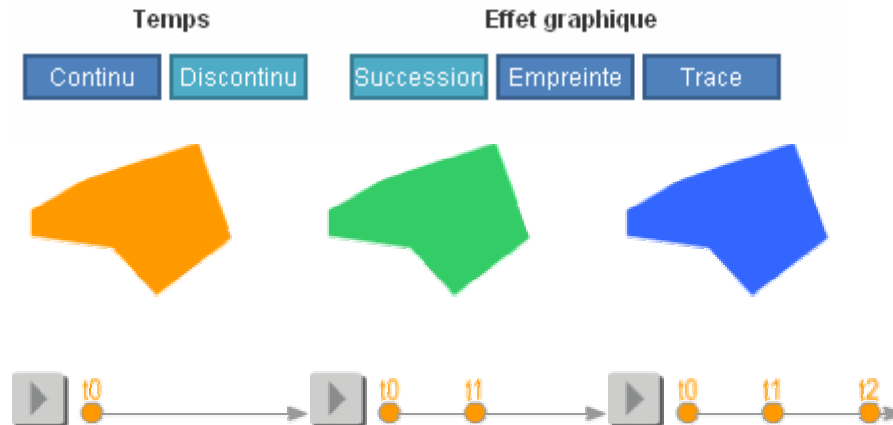 Temps
Effet graphique
Continu
Discontinu
Succession
Empreinte
Trace
t0
t0 t1
t0 t1 t2